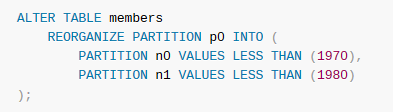 ALTER TABLE members
REORGANIZE PARTITION p0 INTO (
PARTITION n0 VALUES LESS THAN (1970),
PARTITION n1 VALUES LESS THAN (1980)
);